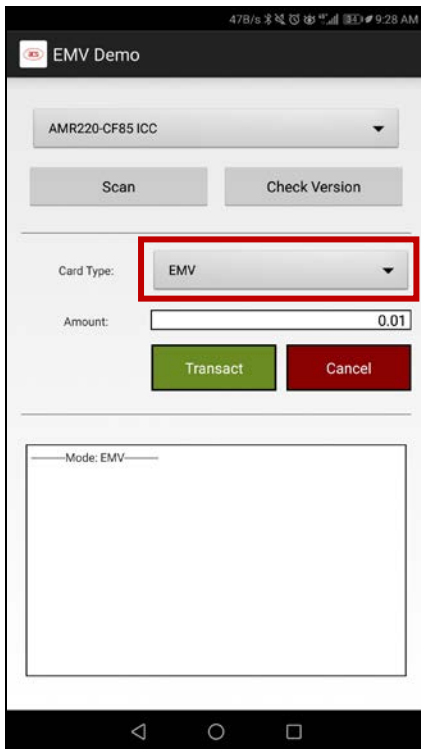 47B/s 9:28 AM
ACS EMV Demo
AMR220-CF85 ICC
Scan Check Version
Card Type: EMV
Amount: 0.01
Transact Cancel
———Mode: EMV———